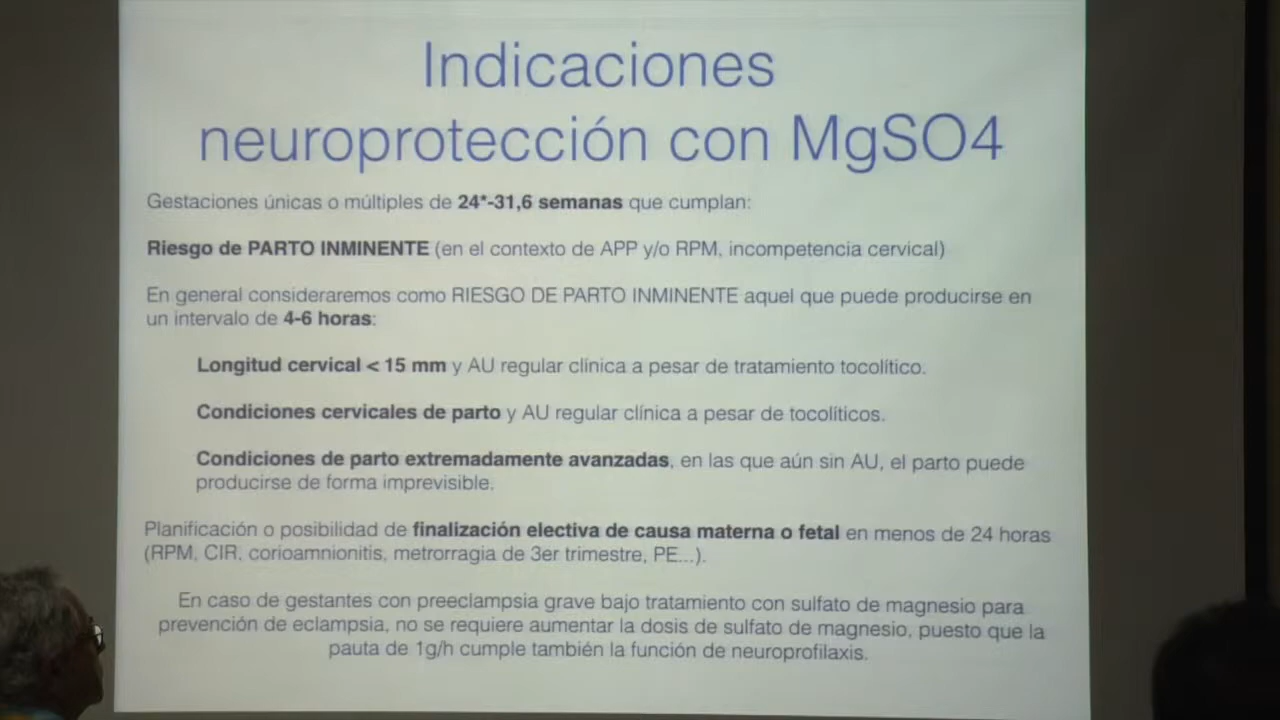 Indicaciones
neuroprotección con MgSO4
Gestaciones únicas o múltiples de 24*-31,6 semanas que cumplan:
Riesgo de PARTO INMINENTE (en el contexto de APP y/o RPM, incompetencia cervical)
En general consideraremos como RIESGO DE PARTO INMINENTE aquel que puede producirse en
un intervalo de 4-6 horas:
Longitud cervical < 15 mm y AU regular clínica a pesar de tratamiento tocolítico.
Condiciones cervicales de parto y AU regular clínica a pesar de tocolíticos.
Condiciones de parto extremadamente avanzadas, en las que aún sin AU, el parto puede
producirse de forma imprevisible.
Planificación o posibilidad de finalización electiva de causa materna o fetal en menos de 24 horas
(RPM, CIR, corioamnionitis, metrorragia de 3er trimestre, PE...).
En caso de gestantes con preeclampsia grave bajo tratamiento con sulfato de magnesio para
prevención de eclampsia, no se requiere aumentar la dosis de sulfato de magnesio, puesto que la
pauta de 1g/h cumple también la función de neuroprofilaxis.